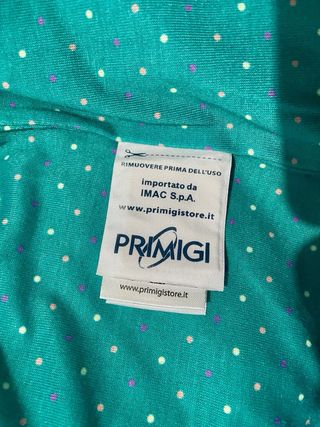 RIMUOVERE PRIMA DELL'USO
importato da
IMAC S.p.A.
www.primigistore.it
PRIMIGI
www.primigistore.it